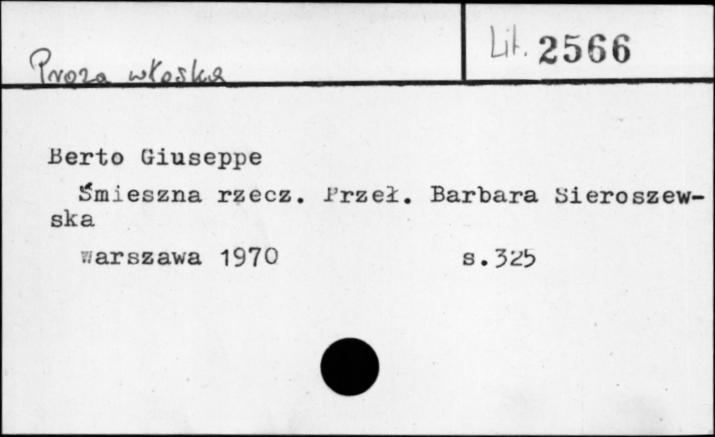 Proza włoska
Lit. 2566
Berto Giuseppe
Śmieszna rzecz. Przeł. Barbara Sieroszew-
ska
Warszawa 1970 s.325